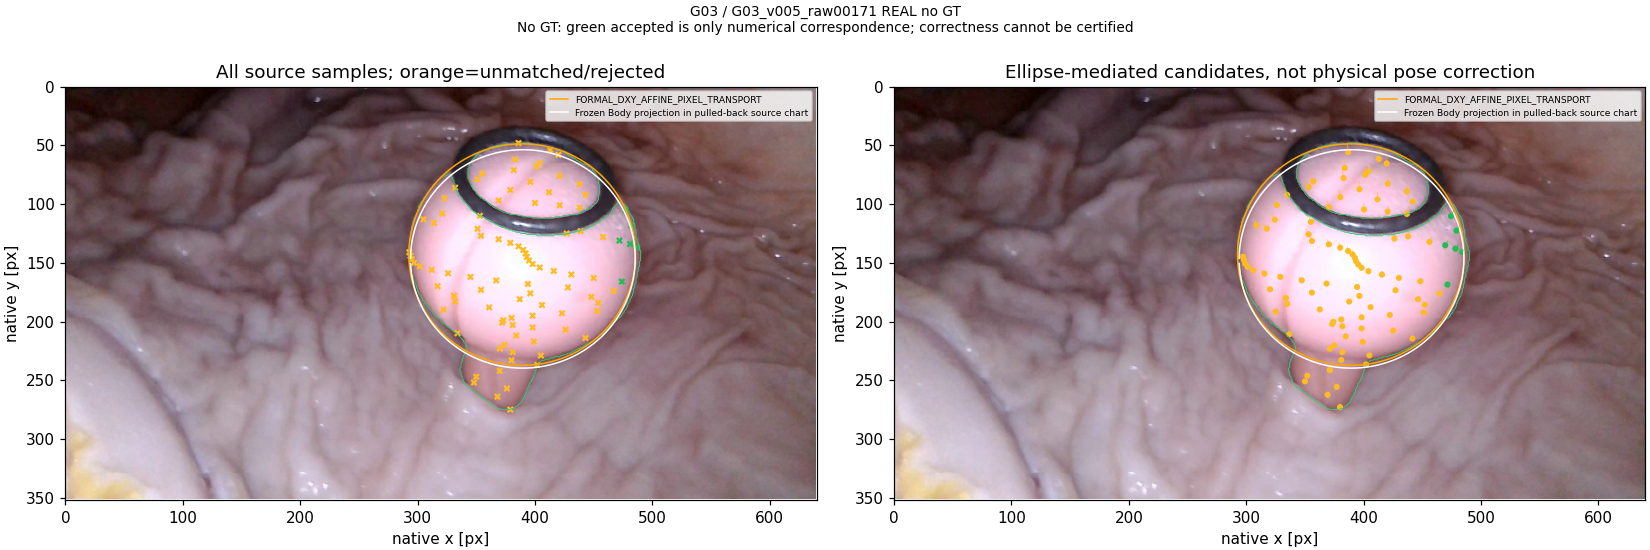 G03 / G03_v005_raw00171 REAL no GT
No GT: green accepted is only numerical correspondence; correctness cannot be certified
All source samples; orange=unmatched/rejected
FORMAL_DXY_AFFINE_PIXEL_TRANSPORT
Frozen Body projection in pulled-back source chart
0
50
100
150
200
250
300
350
native y [px]
0
100
200
300
400
500
600
native x [px]
Ellipse-mediated candidates, not physical pose correction
FORMAL_DXY_AFFINE_PIXEL_TRANSPORT
Frozen Body projection in pulled-back source chart
0
50
100
150
200
250
300
350
native y [px]
0
100
200
300
400
500
600
native x [px]